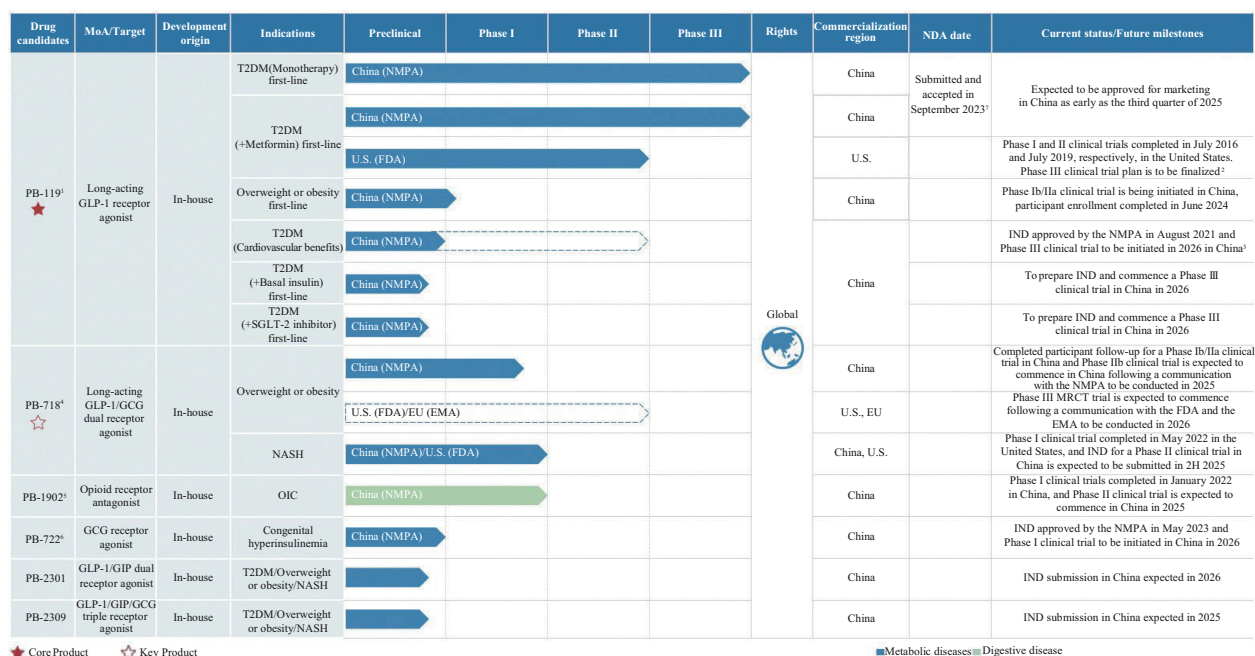 Drug candidates
MoA/Target
Development origin
Indications
Preclinical
Phase I
Phase II
Phase III
Rights
Commercialization region
NDA date
Current status/Future milestones
PB-119¹
Long-acting
GLP-1 receptor
agonist
In-house
T2DM(Monotherapy)
first-line
China (NMPA)
China
Submitted and
accepted in
September 2023⁷
Expected to be approved for marketing
in China as early as the third quarter of 2025
T2DM
(+Metformin) first-line
China (NMPA)
China
U.S. (FDA)
U.S.
Phase I and II clinical trials completed in July 2016
and July 2019, respectively, in the United States.
Phase III clinical trial plan is to be finalized²
Overweight or obesity
first-line
China (NMPA)
China
Phase Ib/IIa clinical trial is being initiated in China,
participant enrollment completed in June 2024
T2DM
(Cardiovascular benefits)
China (NMPA)
IND approved by the NMPA in August 2021 and
Phase III clinical trial to be initiated in 2026 in China³
T2DM
(+Basal insulin)
first-line
China (NMPA)
China
To prepare IND and commence a Phase III
clinical trial in China in 2026
T2DM
(+SGLT-2 inhibitor)
first-line
China (NMPA)
To prepare IND and commence a Phase III
clinical trial in China in 2026
Global
PB-718⁴
Long-acting
GLP-1/GCG
dual receptor
agonist
In-house
Overweight or obesity
China (NMPA)
China
Completed participant follow-up for a Phase Ib/IIa clinical
trial in China and Phase IIb clinical trial is expected to
commence in China following a communication
with the NMPA to be conducted in 2025
U.S. (FDA)/EU (EMA)
U.S., EU
Phase III MRCT trial is expected to commence
following a communication with the FDA and the
EMA to be conducted in 2026
NASH
China (NMPA)/U.S. (FDA)
China, U.S.
Phase I clinical trial completed in May 2022 in the
United States, and IND for a Phase II clinical trial in
China is expected to be submitted in 2H 2025
PB-1902⁵
Opioid receptor
antagonist
In-house
OIC
China (NMPA)
China
Phase I clinical trials completed in January 2022
in China, and Phase II clinical trial is expected to
commence in China in 2025
PB-722⁶
GCG receptor
agonist
In-house
Congenital
hyperinsulinemia
China (NMPA)
China
IND approved by the NMPA in May 2023 and
Phase I clinical trial to be initiated in China in 2026
PB-2301
GLP-1/GIP dual
receptor agonist
In-house
T2DM/Overweight
or obesity/NASH
China
IND submission in China expected in 2026
PB-2309
GLP-1/GIP/GCG
triple receptor
agonist
In-house
T2DM/Overweight
or obesity/NASH
China
IND submission in China expected in 2025
Core Product
Key Product
Metabolic diseases
Digestive disease